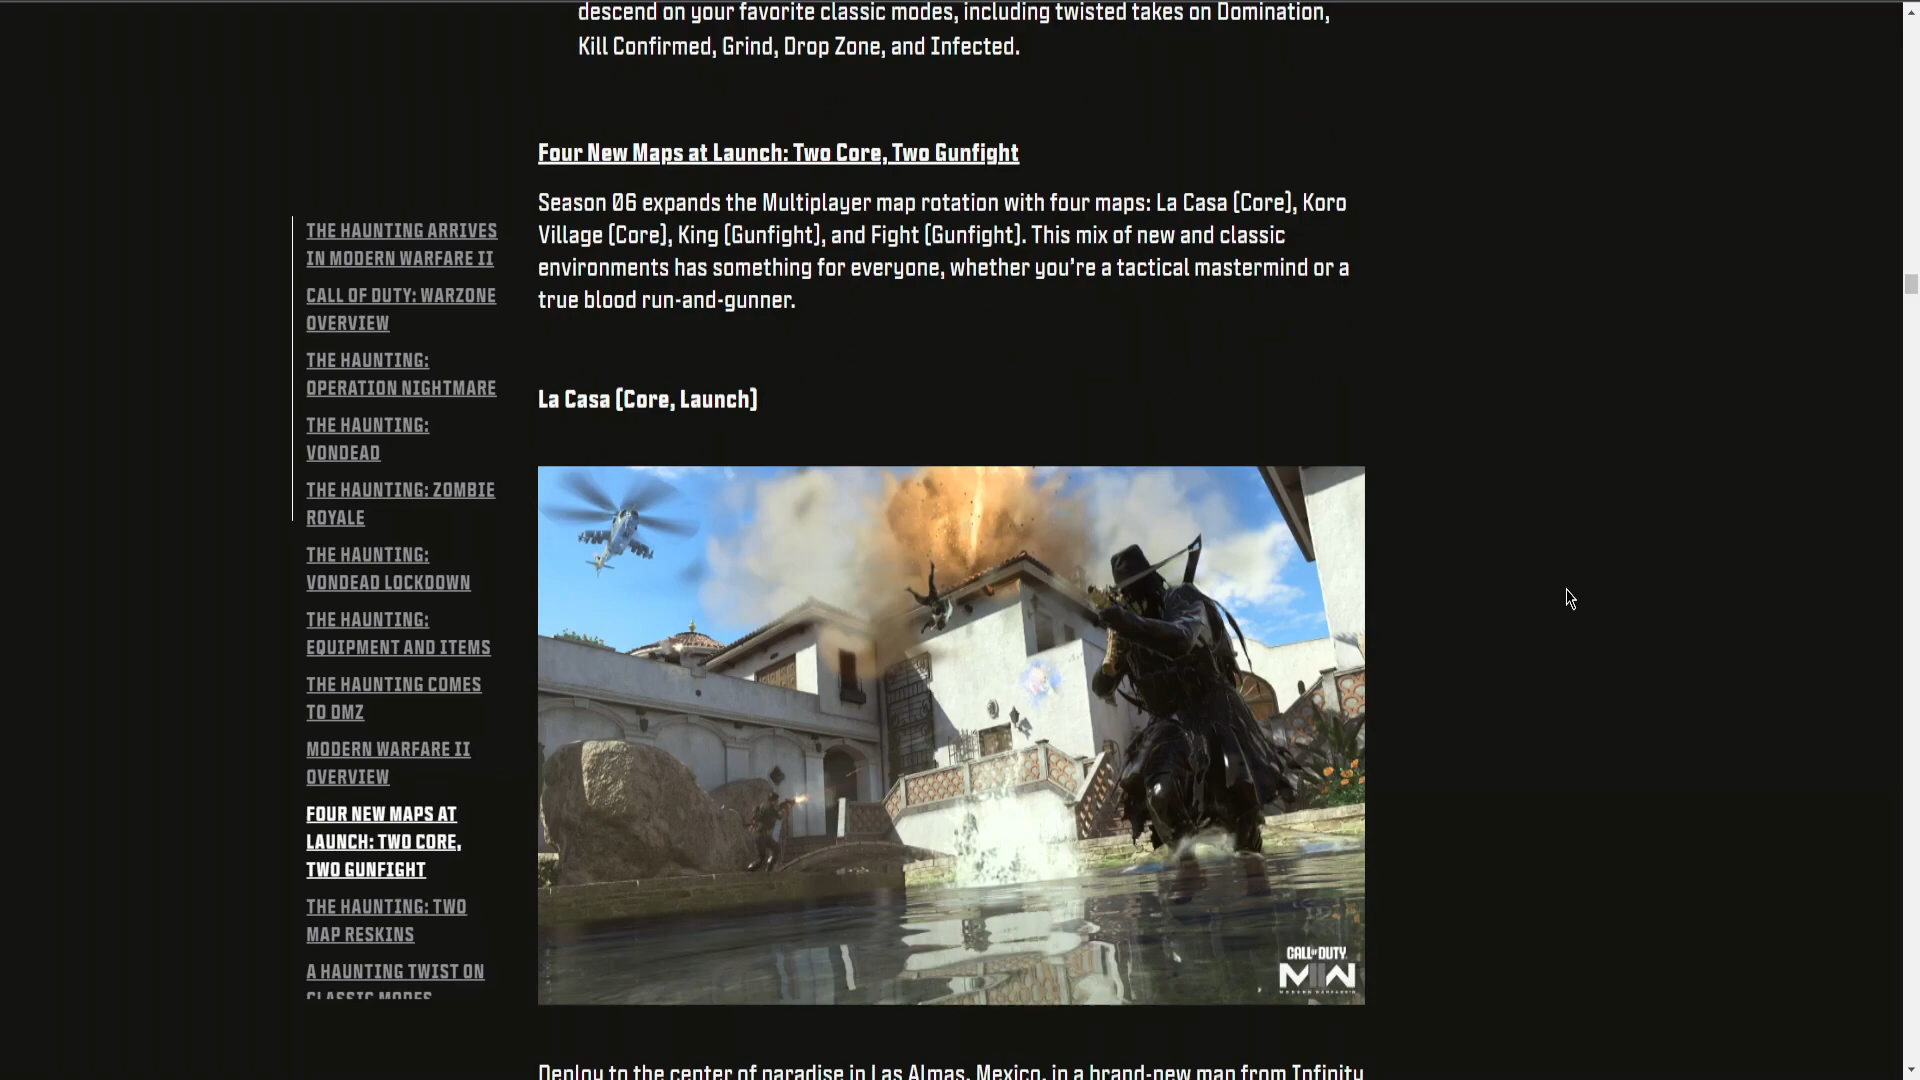 descend on your favorite classic modes, including twisted takes on Domination,
Kill Confirmed, Grind, Drop Zone, and Infected.
Four New Maps at Launch: Two Core, Two Gunfight
Season 06 expands the Multiplayer map rotation with four maps: La Casa (Core), Koro
Village (Core), King (Gunfight), and Fight (Gunfight). This mix of new and classic
environments has something for everyone, whether you're a tactical mastermind or a
true blood run-and-gunner.
THE HAUNTING ARRIVES
IN MODERN WARFARE II
CALL OF DUTY: WARZONE
OVERVIEW
THE HAUNTING:
OPERATION NIGHTMARE
THE HAUNTING:
VONDEAD
THE HAUNTING: ZOMBIE
ROYALE
THE HAUNTING:
VONDEAD LOCKDOWN
THE HAUNTING:
EQUIPMENT AND ITEMS
THE HAUNTING COMES
TO DMZ
MODERN WARFARE II
OVERVIEW
FOUR NEW MAPS AT
LAUNCH: TWO CORE,
TWO GUNFIGHT
THE HAUNTING: TWO
MAP RESKINS
A HAUNTING TWIST ON
CLASSIC MODES
La Casa (Core, Launch)
CALL OF DUTY
MWII
MODERN WARFARE II
Deploy to the center of paradise in Las Almas, Mexico, in a brand-new map from Infinity